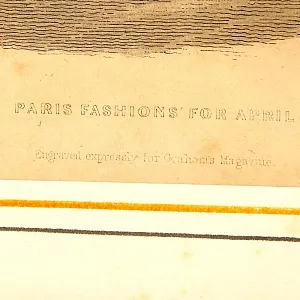 PARIS FASHIONS FOR APRIL
Engraved expressly for Graham's Magazine.